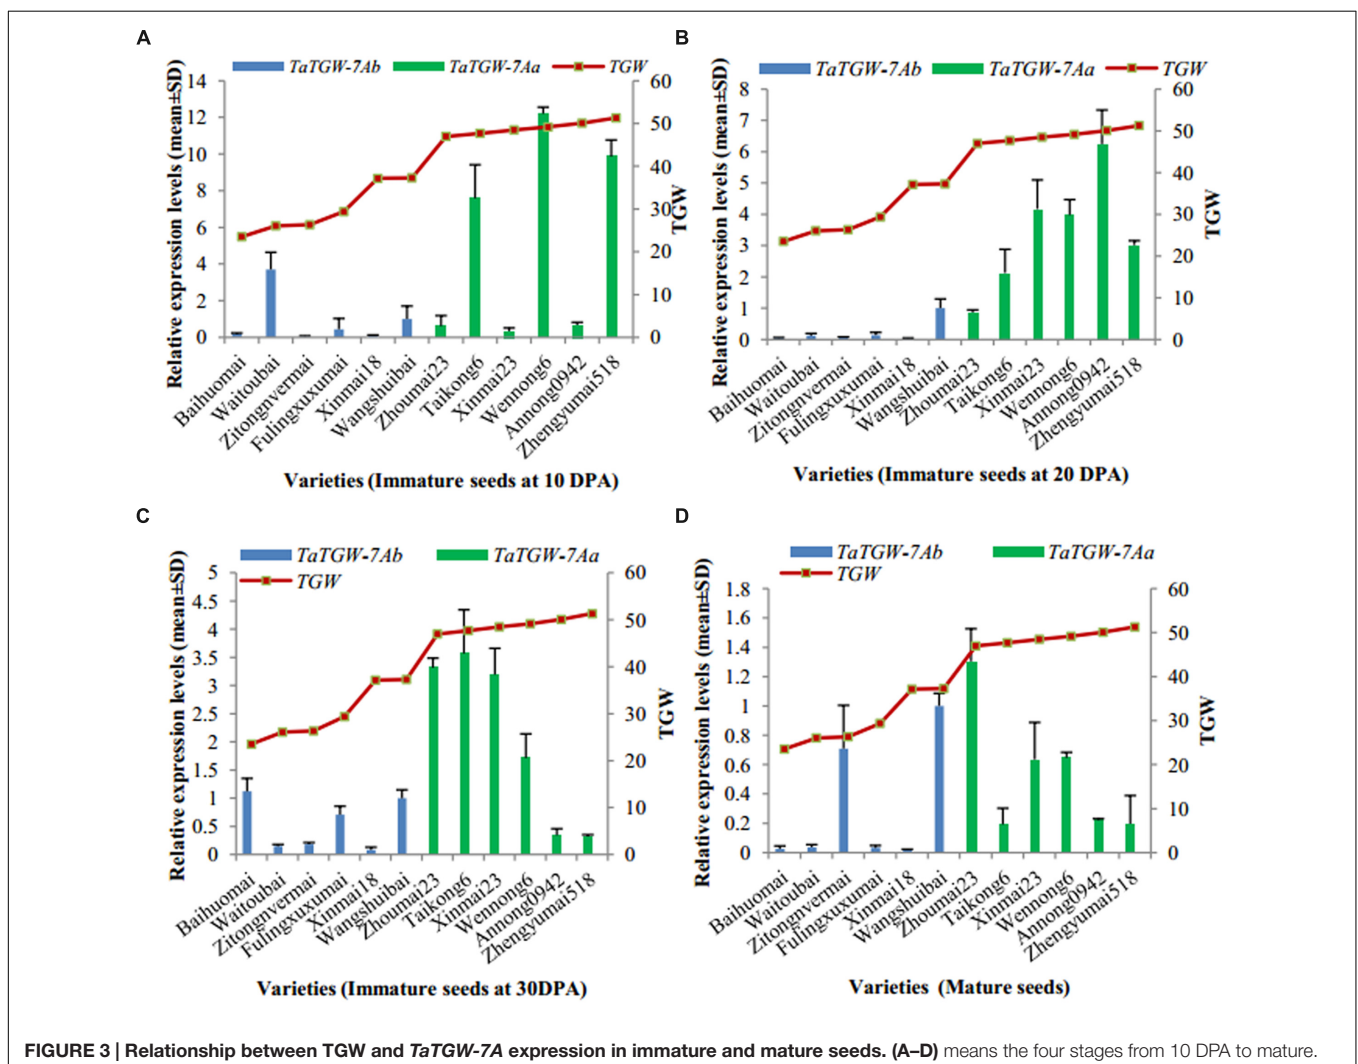 A
TaTGW-7Ab TaTGW-7Aa TGW
Relative expression levels (mean±SD)
14
12
10
8
6
4
2
0
60
50
40
30
20
10
0
TGW
Baihuomai
Waitoubai
Zitongnvermai
Fulingxuxumai
Xinmai18
Wangshuibai
Zhoumai23
Taikong6
Xinmai23
Wennong6
Annong0942
Zhengyumai518
Varieties (Immature seeds at 10 DPA)
B
TaTGW-7Ab TaTGW-7Aa TGW
Relative expression levels (mean±SD)
8
7
6
5
4
3
2
1
0
60
50
40
30
20
10
0
TGW
Baihuomai
Waitoubai
Zitongnvermai
Fulingxuxumai
Xinmai18
Wangshuibai
Zhoumai23
Taikong6
Xinmai23
Wennong6
Annong0942
Zhengyumai518
Varieties (Immature seeds at 20 DPA)
C
TaTGW-7Ab TaTGW-7Aa
TGW
Relative expression levels (mean±SD)
5
4.5
4
3.5
3
2.5
2
1.5
1
0.5
0
60
50
40
30
20
10
0
TGW
Baihuomai
Waitoubai
Zitongnvermai
Fulingxuxumai
Xinmai18
Wangshuibai
Zhoumai23
Taikong6
Xinmai23
Wennong6
Annong0942
Zhengyumai518
Varieties (Immature seeds at 30DPA)
D
TaTGW-7Ab TaTGW-7Aa
TGW
Relative expression levels (mean±SD)
1.8
1.6
1.4
1.2
1
0.8
0.6
0.4
0.2
0
60
50
40
30
20
10
0
TGW
Baihuomai
Waitoubai
Zitongnvermai
Fulingxuxumai
Xinmai18
Wangshuibai
Zhoumai23
Taikong6
Xinmai23
Wennong6
Annong0942
Zhengyumai518
Varieties (Mature seeds)
FIGURE 3 | Relationship between TGW and TaTGW-7A expression in immature and mature seeds. (A–D) means the four stages from 10 DPA to mature.